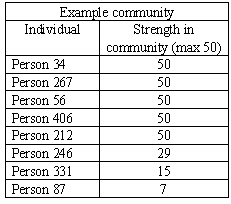 Example community
Individual Strength in
community (max 50)
Person 34 50
Person 267 50
Person 56 50
Person 406 50
Person 212 50
Person 246 29
Person 331 15
Person 87 7